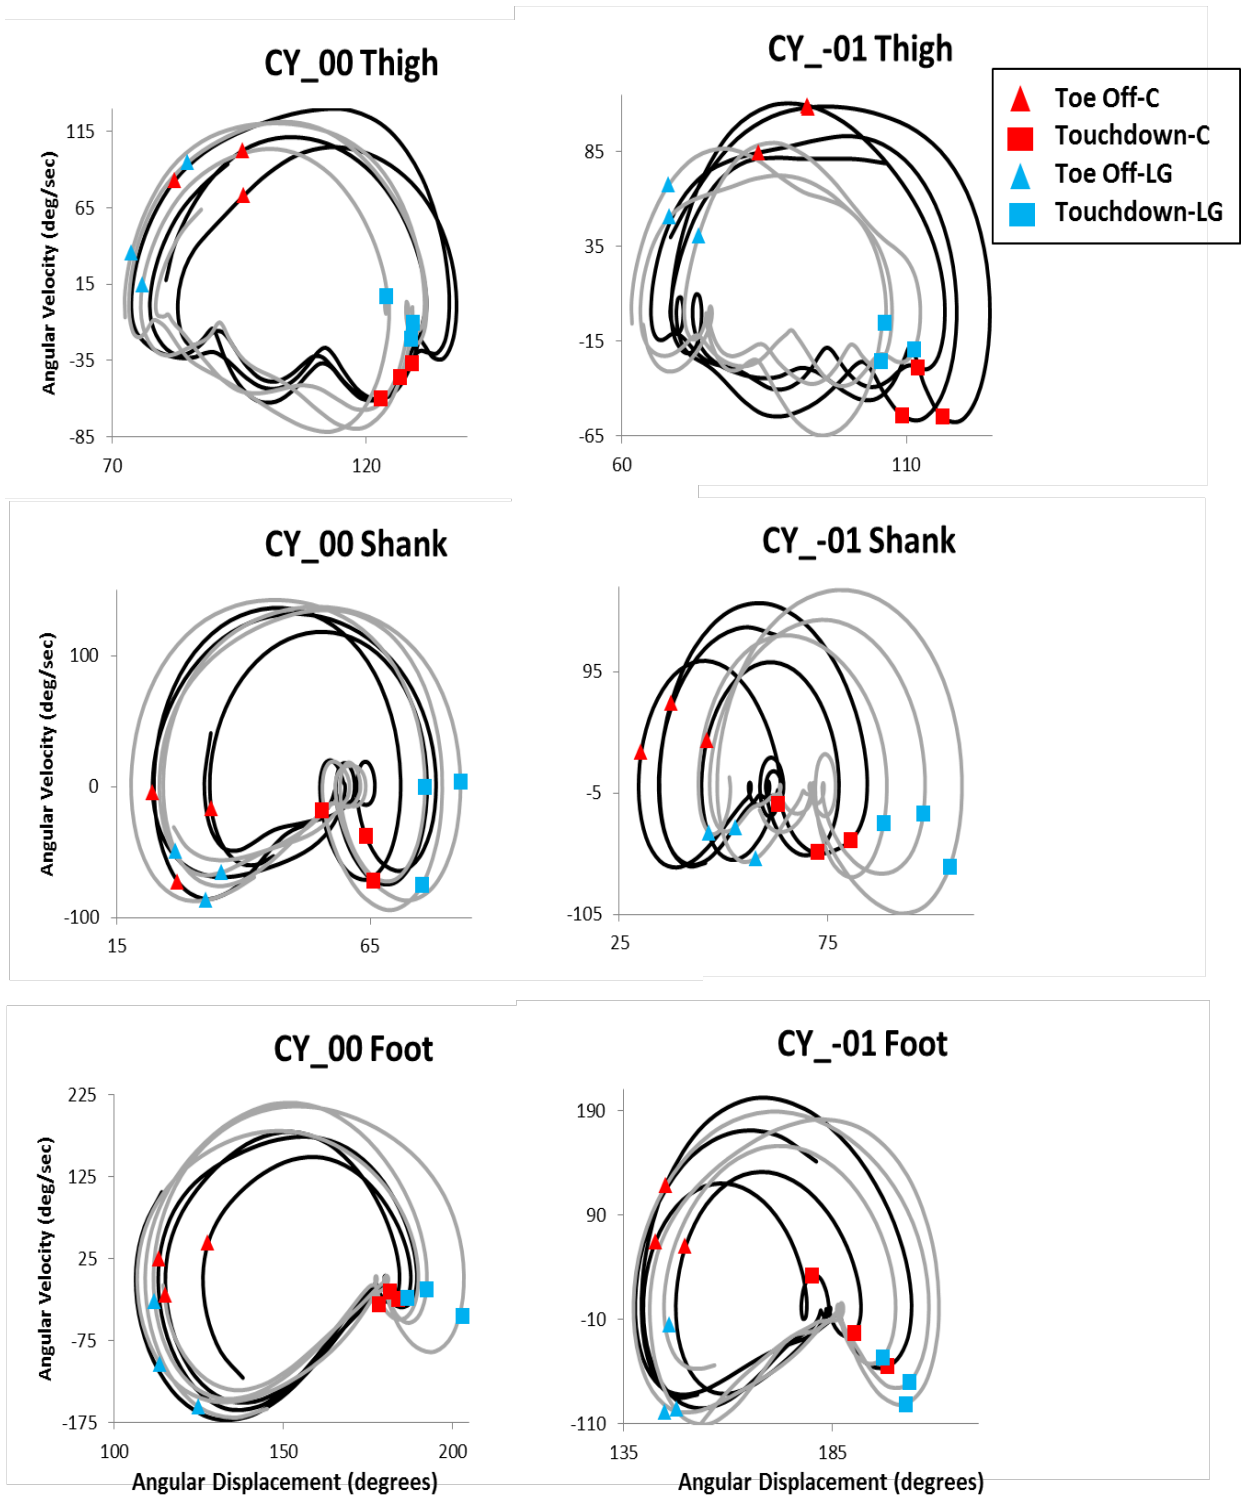 CY_00 Thigh
CY_-01 Thigh
Toe Off-C
Touchdown-C
Toe Off-LG
Touchdown-LG
Angular Velocity (deg/sec)
115
65
15
-35
-85
70
120
85
35
-15
-65
60
110
CY_00 Shank
CY_-01 Shank
Angular Velocity (deg/sec)
100
0
-100
15
65
95
-5
-105
25
75
CY_00 Foot
CY_-01 Foot
Angular Velocity (deg/sec)
225
125
25
-75
-175
100
150
200
190
90
-10
-110
135
185
Angular Displacement (degrees)
Angular Displacement (degrees)